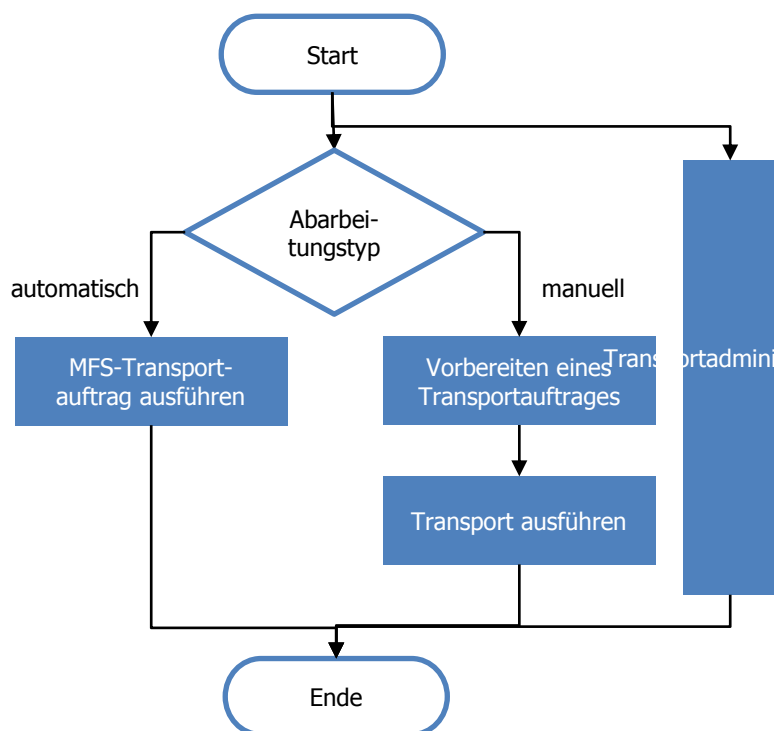 Start
Abarbei-
tungstyp
automatisch
manuell
MFS-Transport-
auftrag ausführen
Vorbereiten eines
Transportauftrages
Transport ausführen
Ende